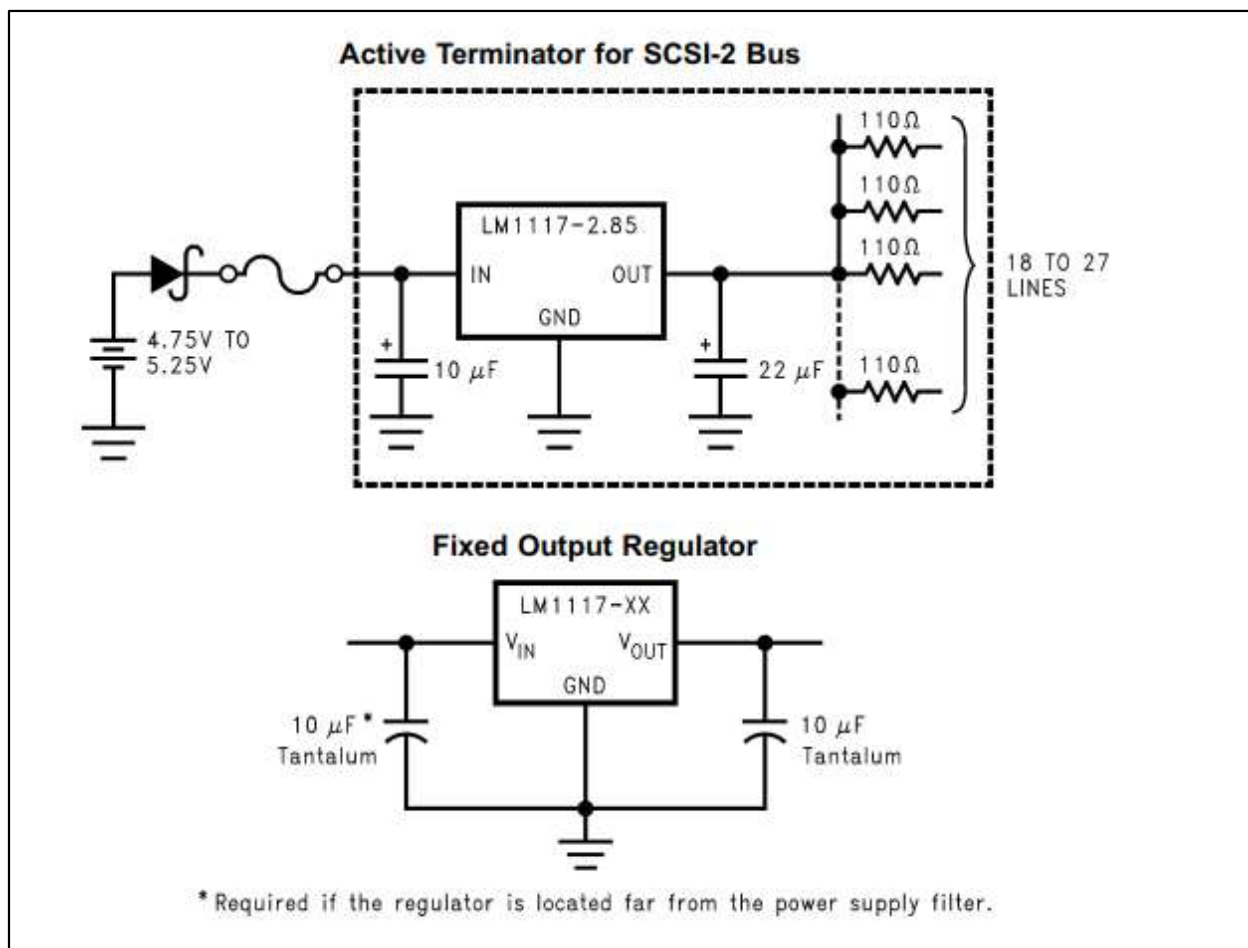 Active Terminator for SCSI-2 Bus
110Ω
110Ω
LM1117-2.85
110Ω
18 TO 27
LINES
IN
OUT
GND
4.75V TO
5.25V
+
10 μF
+
22 μF
110Ω
Fixed Output Regulator
LM1117-XX
VIN
VOUT
GND
10 μF *
Tantalum
10 μF
Tantalum
* Required if the regulator is located far from the power supply filter.